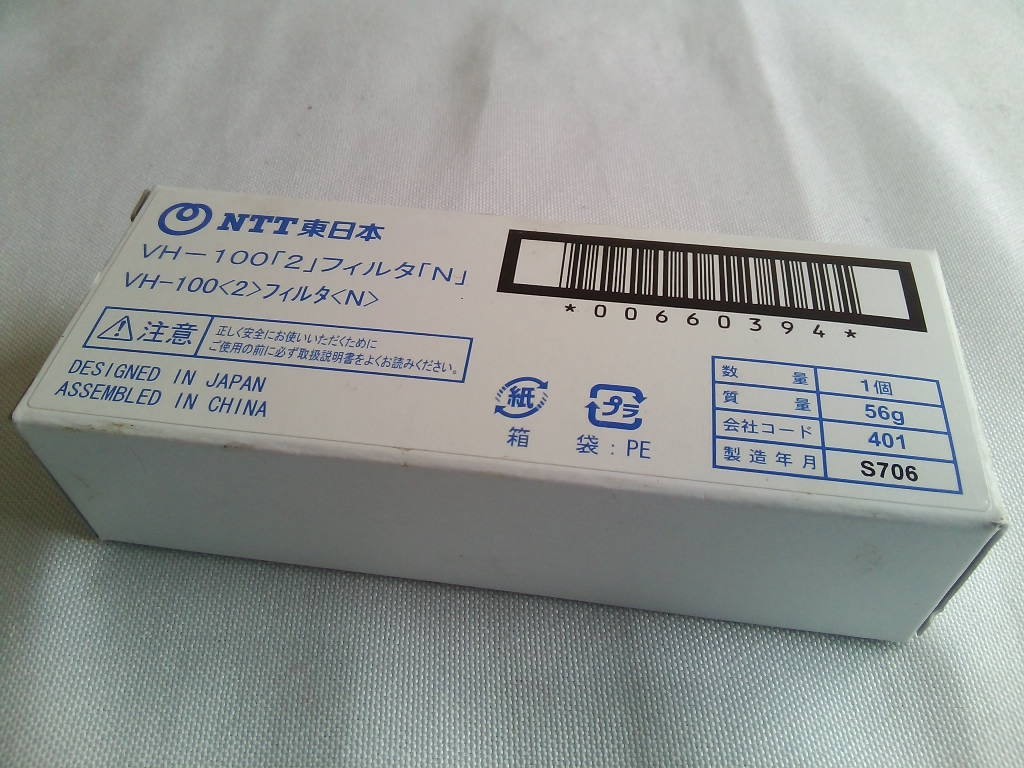 NTT東日本
VH-100「2」フィルタ「N」
VH-100<2>フィルタ<N>
注意
正しく安全にお使いいただくために
ご使用の前に必ず取扱説明書をよくお読みください。
DESIGNED IN JAPAN
ASSEMBLED IN CHINA
*00660394*
紙
箱
プラ
袋:PE
数量 1個
質量 56g
会社コード 401
製造年月 S706